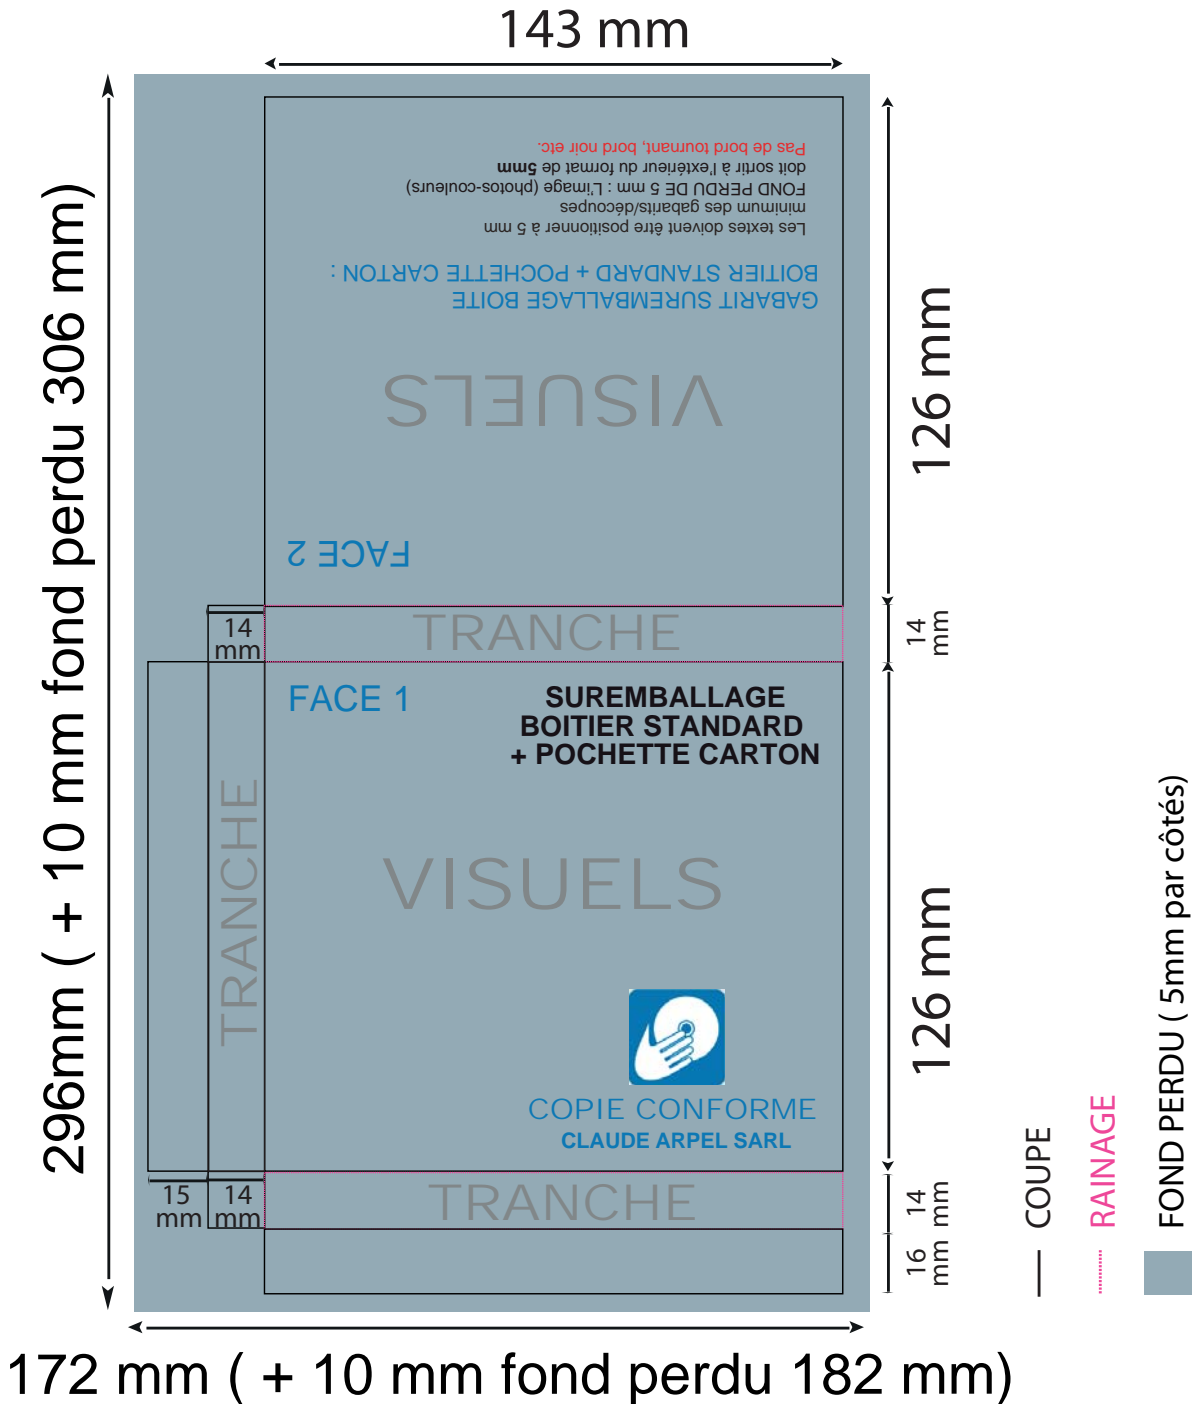 143 mm
296mm ( + 10 mm fond perdu 306 mm)
GABARIT SUREMBALLAGE BOITE
BOITIER STANDARD + POCHETTE CARTON :
Les textes doivent être positionner à 5 mm
minimum des gabarits/découpes
FOND PERDU DE 5 mm : L'image (photos-couleurs)
doit sortir à l'extérieur du format de 5mm
Pas de bord tournant, bord noir etc.
VISUELS
FACE 2
126 mm
14
mm
TRANCHE
14
mm
FACE 1
SUREMBALLAGE
BOITIER STANDARD
+ POCHETTE CARTON
TRANCHE
VISUELS
126 mm
COPIE CONFORME
CLAUDE ARPEL SARL
15
mm
14
mm
TRANCHE
14
mm
16
mm
COUPE
RAINAGE
FOND PERDU ( 5mm par côtés)
172 mm ( + 10 mm fond perdu 182 mm)